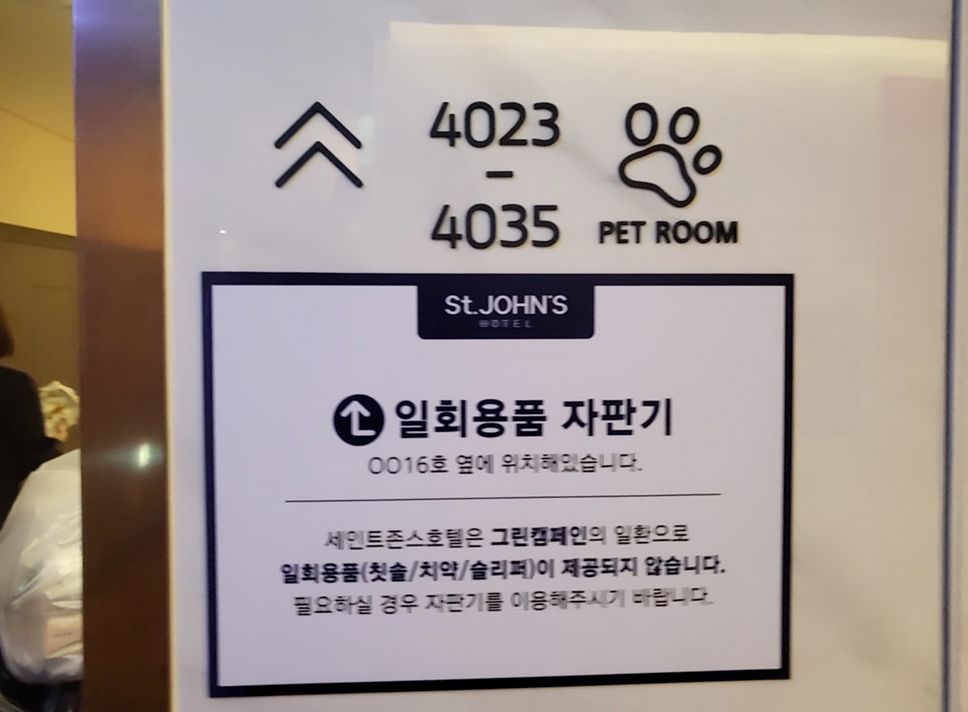 4023
-
4035
PET ROOM
St.JOHN'S
HOTEL
일회용품 자판기
OO16호 옆에 위치해있습니다.
세인트존스호텔은 그린캠페인의 일환으로
일회용품(칫솔/치약/슬리퍼)이 제공되지 않습니다.
필요하실 경우 자판기를 이용해주시기 바랍니다.